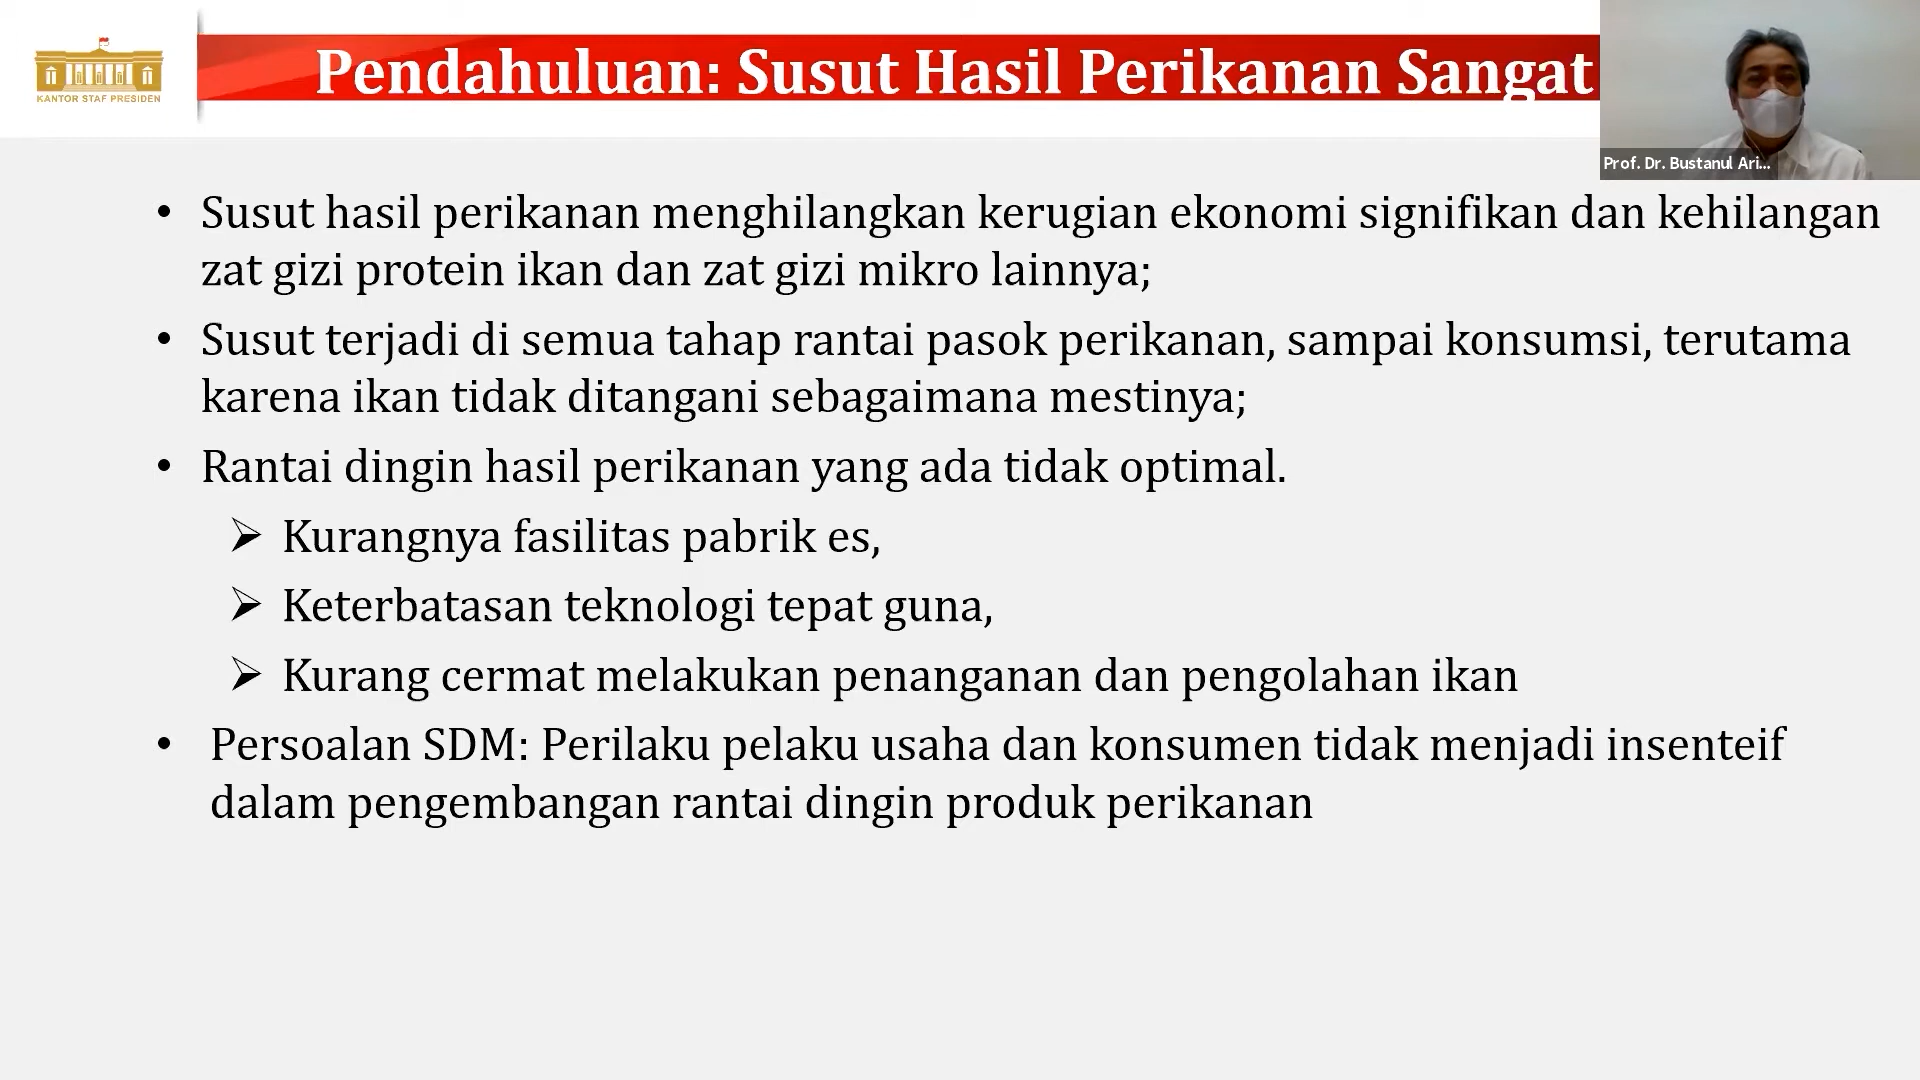 KANTOR STAF PRESIDEN
Pendahuluan: Susut Hasil Perikanan Sangat
Prof. Dr. Bustanul Ari...
• Susut hasil perikanan menghilangkan kerugian ekonomi signifikan dan kehilangan
zat gizi protein ikan dan zat gizi mikro lainnya;
• Susut terjadi di semua tahap rantai pasok perikanan, sampai konsumsi, terutama
karena ikan tidak ditangani sebagaimana mestinya;
• Rantai dingin hasil perikanan yang ada tidak optimal.
➢ Kurangnya fasilitas pabrik es,
➢ Keterbatasan teknologi tepat guna,
➢ Kurang cermat melakukan penanganan dan pengolahan ikan
• Persoalan SDM: Perilaku pelaku usaha dan konsumen tidak menjadi insenteif
dalam pengembangan rantai dingin produk perikanan